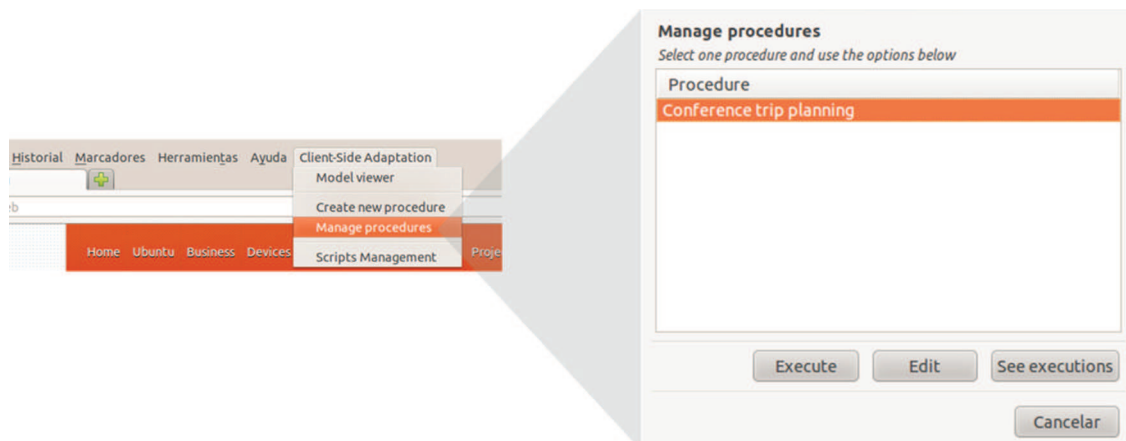 Historial Marcadores Herramientas Ayuda Client-Side Adaptation
Model viewer
Create new procedure
Manage procedures
Scripts Management
Home Ubuntu Business Devices
Manage procedures
Select one procedure and use the options below
Procedure
Conference trip planning
Execute Edit See executions
Cancelar